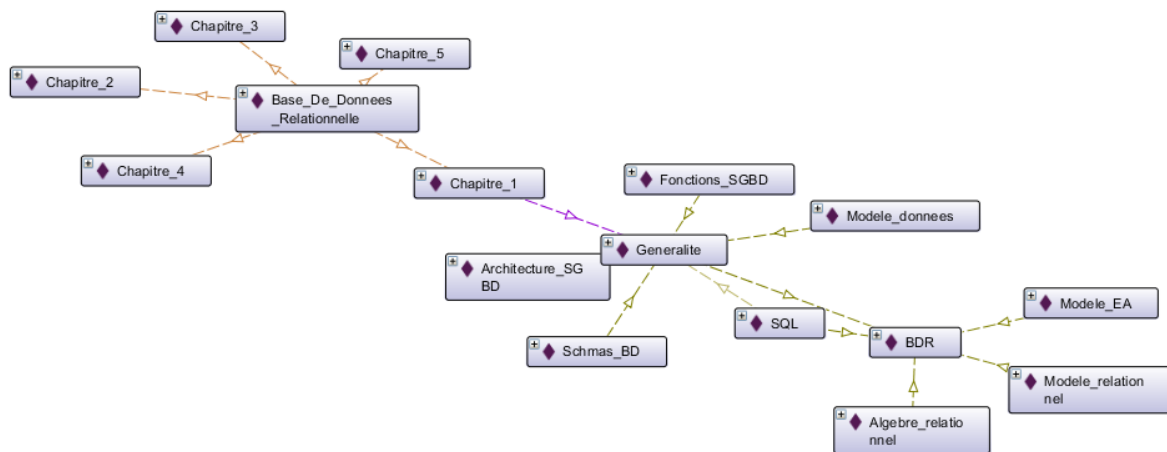 Chapitre_3
Chapitre_5
Chapitre_2
Base_De_Donnees
_Relationnelle
Chapitre_4
Chapitre_1
Fonctions_SGBD
Modele_donnees
Generalite
Architecture_SG
BD
Modele_EA
SQL
Schmas_BD
BDR
Modele_relation
nel
Algebre_relatio
nnel